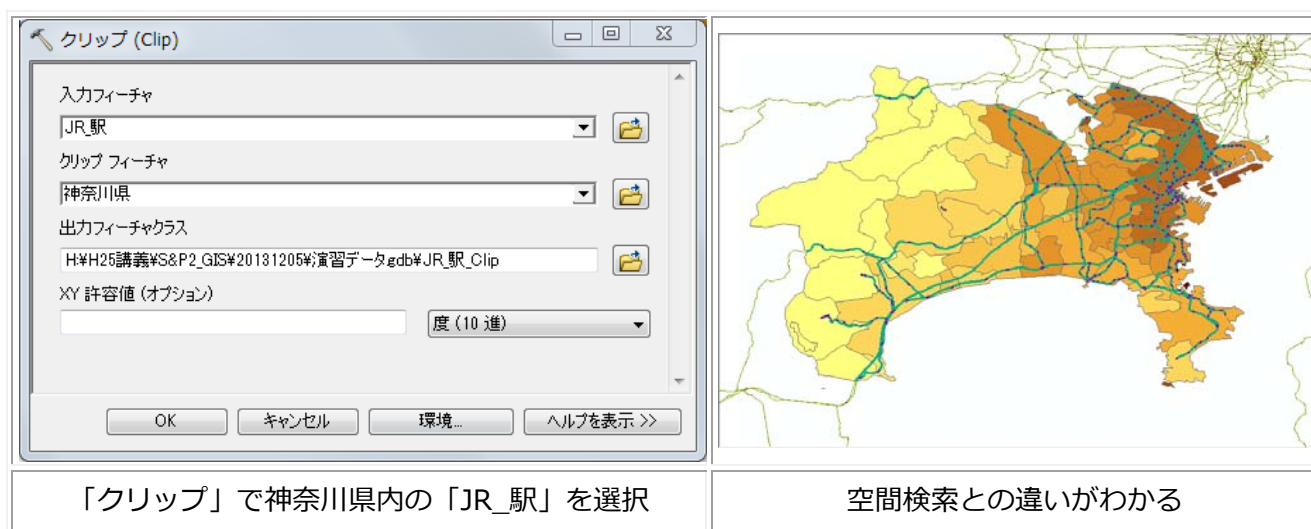 クリップ (Clip)
入力フィーチャ
JR_駅
クリップ フィーチャ
神奈川県
出力フィーチャクラス
H:¥H25講義¥S&P2_GIS¥20131205¥演習データgdb¥JR_駅_Clip
XY 許容値 (オプション)
度 (10 進)
OK
キャンセル
環境...
ヘルプを表示 >>
「クリップ」で神奈川県内の「JR_駅」を選択
空間検索との違いがわかる